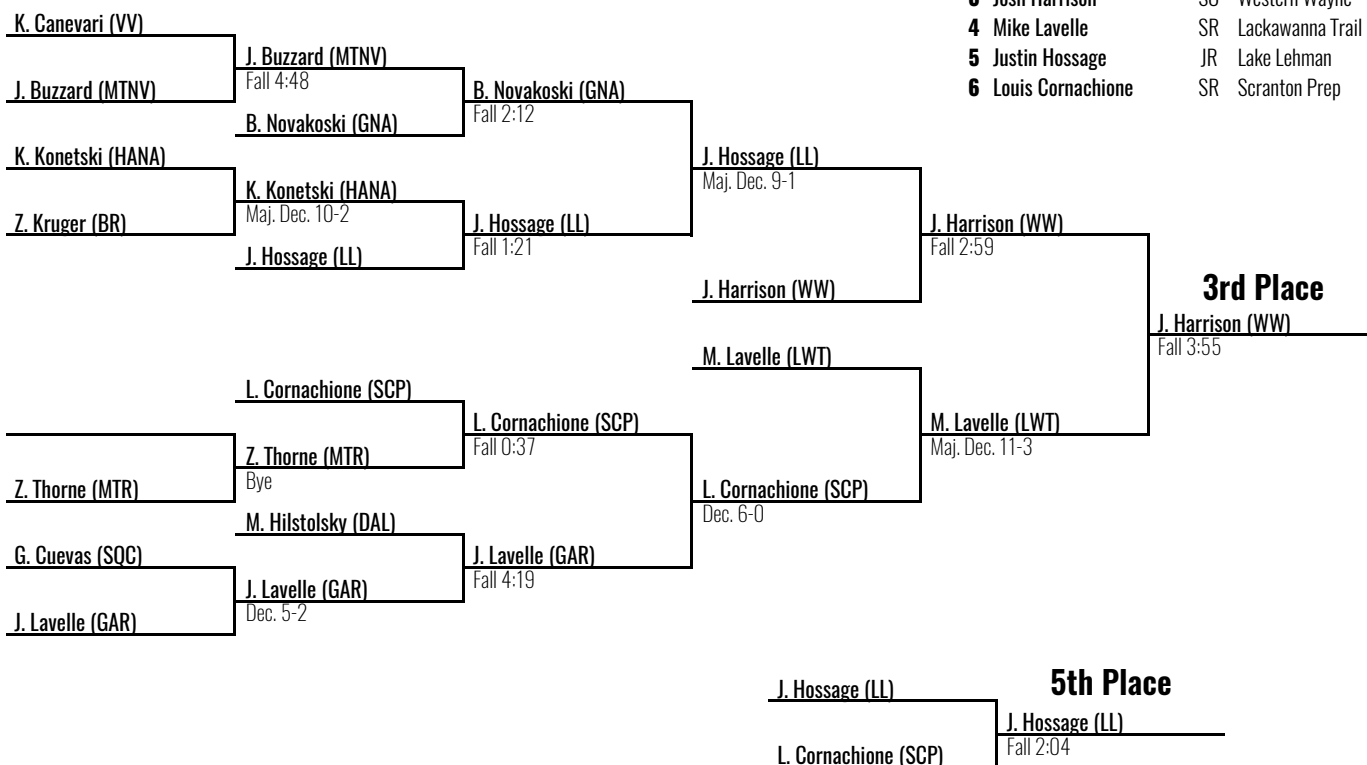 3 Josh Harrison SO Western Wayne
4 Mike Lavelle SR Lackawanna Trail
5 Justin Hossage JR Lake Lehman
6 Louis Cornachione SR Scranton Prep
K. Canevari (VV)
J. Buzzard (MTNV)
Fall 4:48
J. Buzzard (MTNV)
B. Novakoski (GNA)
Fall 2:12
B. Novakoski (GNA)
K. Konetski (HANA)
J. Hossage (LL)
Maj. Dec. 9-1
K. Konetski (HANA)
Maj. Dec. 10-2
Z. Kruger (BR)
J. Hossage (LL)
Fall 1:21
J. Harrison (WW)
Fall 2:59
J. Hossage (LL)
J. Harrison (WW)
3rd Place
J. Harrison (WW)
Fall 3:55
M. Lavelle (LWT)
L. Cornachione (SCP)
L. Cornachione (SCP)
Fall 0:37
M. Lavelle (LWT)
Maj. Dec. 11-3
Z. Thorne (MTR)
Bye
Z. Thorne (MTR)
L. Cornachione (SCP)
Dec. 6-0
M. Hilstolsky (DAL)
G. Cuevas (SQC)
J. Lavelle (GAR)
Fall 4:19
J. Lavelle (GAR)
Dec. 5-2
J. Lavelle (GAR)
5th Place
J. Hossage (LL)
J. Hossage (LL)
Fall 2:04
L. Cornachione (SCP)